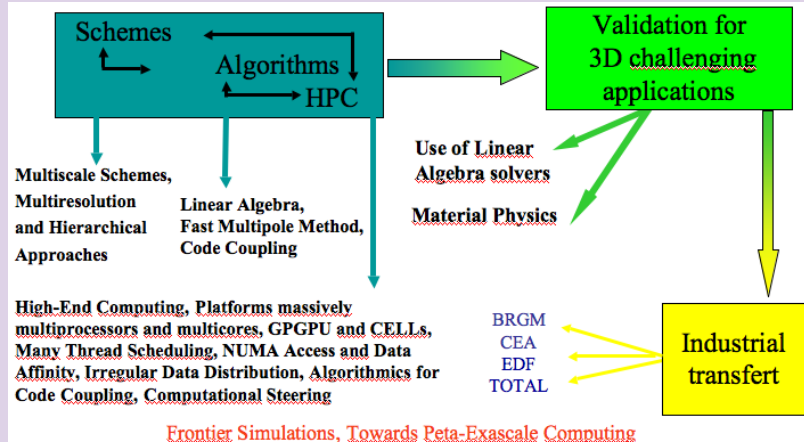 Schemes
Algorithms
HPC
Validation for
3D challenging
applications
Multiscale Schemes,
Multiresolution
and Hierarchical
Approaches
Linear Algebra,
Fast Multipole Method,
Code Coupling
Use of Linear
Algebra solvers
Material Physics
High-End Computing, Platforms massively
multiprocessors and multicores, GPGPU and CELLs,
Many Thread Scheduling, NUMA Access and Data
Affinity, Irregular Data Distribution, Algorithmics for
Code Coupling, Computational Steering
BRGM
CEA
EDF
TOTAL
Industrial
transfert
Frontier Simulations, Towards Peta-Exascale Computing